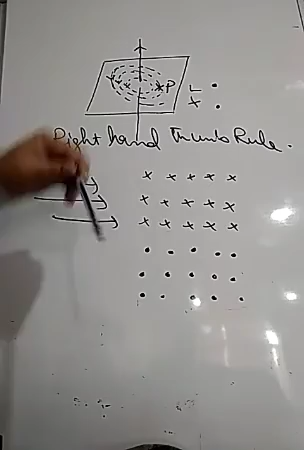 P
L •
X •
Right hand Thumb Rule.
x x x x x
x x x x x
x x x x x
• • • • •
• • • • •
• • • • •